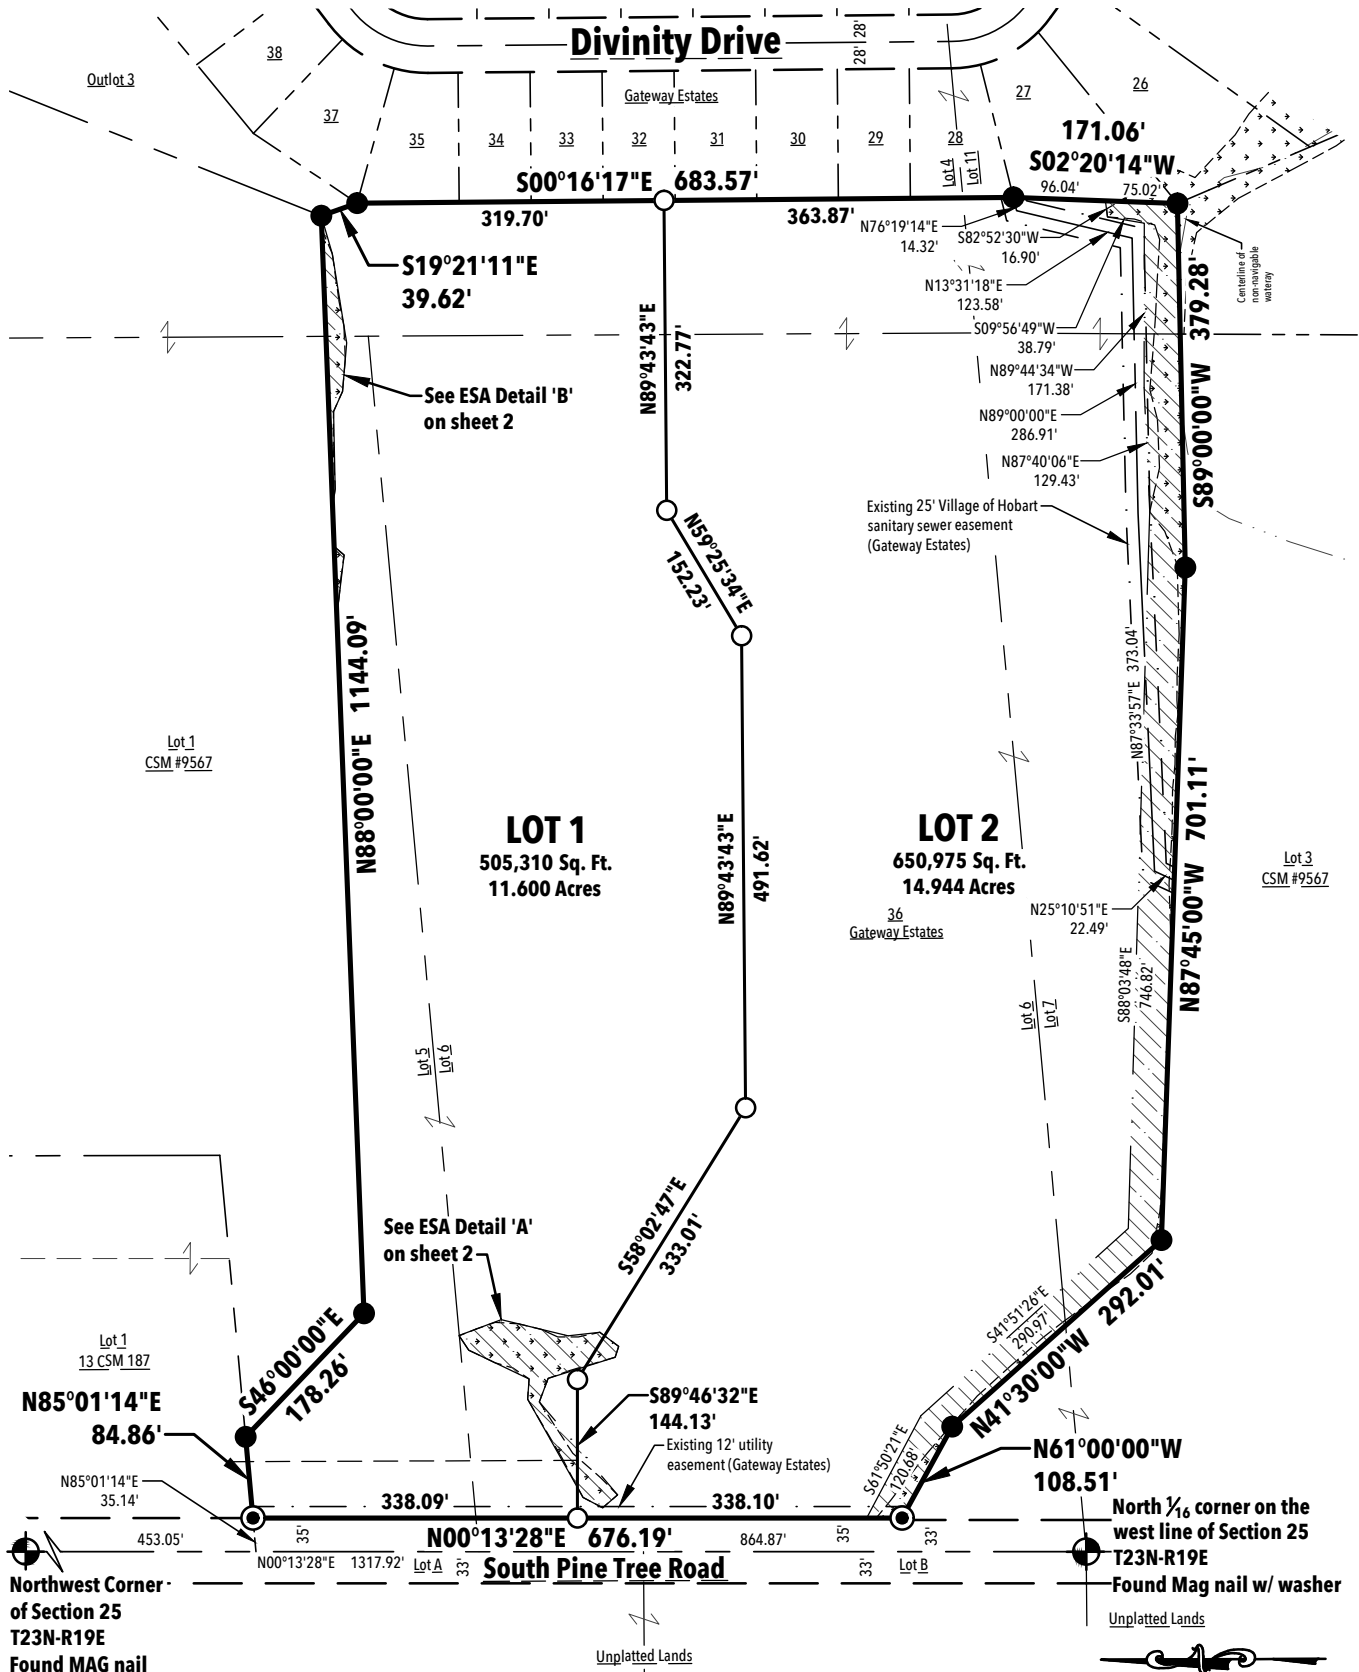 Divinity Drive
28' 28'
38
Outlot 3
37
Gateway Estates
35
34
33
32
31
30
29
28
27
26
Lot 4
Lot 11
171.06'
S02°20'14"W
96.04'
75.02'
S00°16'17"E 683.57'
319.70'
363.87'
S19°21'11"E
39.62'
N76°19'14"E
14.32'
S82°52'30"W
16.90'
N13°31'18"E
123.58'
S09°56'49"W
38.79'
N89°44'34"W
171.38'
N89°00'00"E
286.91'
N87°40'06"E
129.43'
Centerline of
non-navigable
wateray
S89°00'00"W 379.28'
N89°43'43"E
322.77'
See ESA Detail 'B'
on sheet 2
Existing 25' Village of Hobart
sanitary sewer easement
(Gateway Estates)
N59°25'34"E
152.23'
N88°00'00"E 1144.09'
N87°33'57"E 373.04'
Lot 1
CSM #9567
LOT 1
505,310 Sq. Ft.
11.600 Acres
N89°43'43"E
491.62'
LOT 2
650,975 Sq. Ft.
14.944 Acres
36
Gateway Estates
N87°45'00"W 701.11'
Lot 3
CSM #9567
N25°10'51"E
22.49'
S88°03'48"E
746.82'
Lot 5
Lot 6
Lot 6
Lot 7
See ESA Detail 'A'
on sheet 2
S58°02'47"E
333.01'
S41°51'26"E
290.97'
N41°30'00"W 292.01'
Lot 1
13 CSM 187
S46°00'00"E
178.26'
N85°01'14"E
84.86'
S89°46'32"E
144.13'
Existing 12' utility
easement (Gateway Estates)
S61°50'21"E
120.68'
N61°00'00"W
108.51'
N85°01'14"E
35.14'
338.09'
338.10'
N00°13'28"E 676.19'
453.05'
35'
864.87'
35'
33'
N00°13'28"E 1317.92'
Lot A
33'
South Pine Tree Road
33'
Lot B
North 1⁄16 corner on the
west line of Section 25
T23N-R19E
Found Mag nail w/ washer
Northwest Corner
of Section 25
T23N-R19E
Found MAG nail
Unplatted Lands
Unplatted Lands